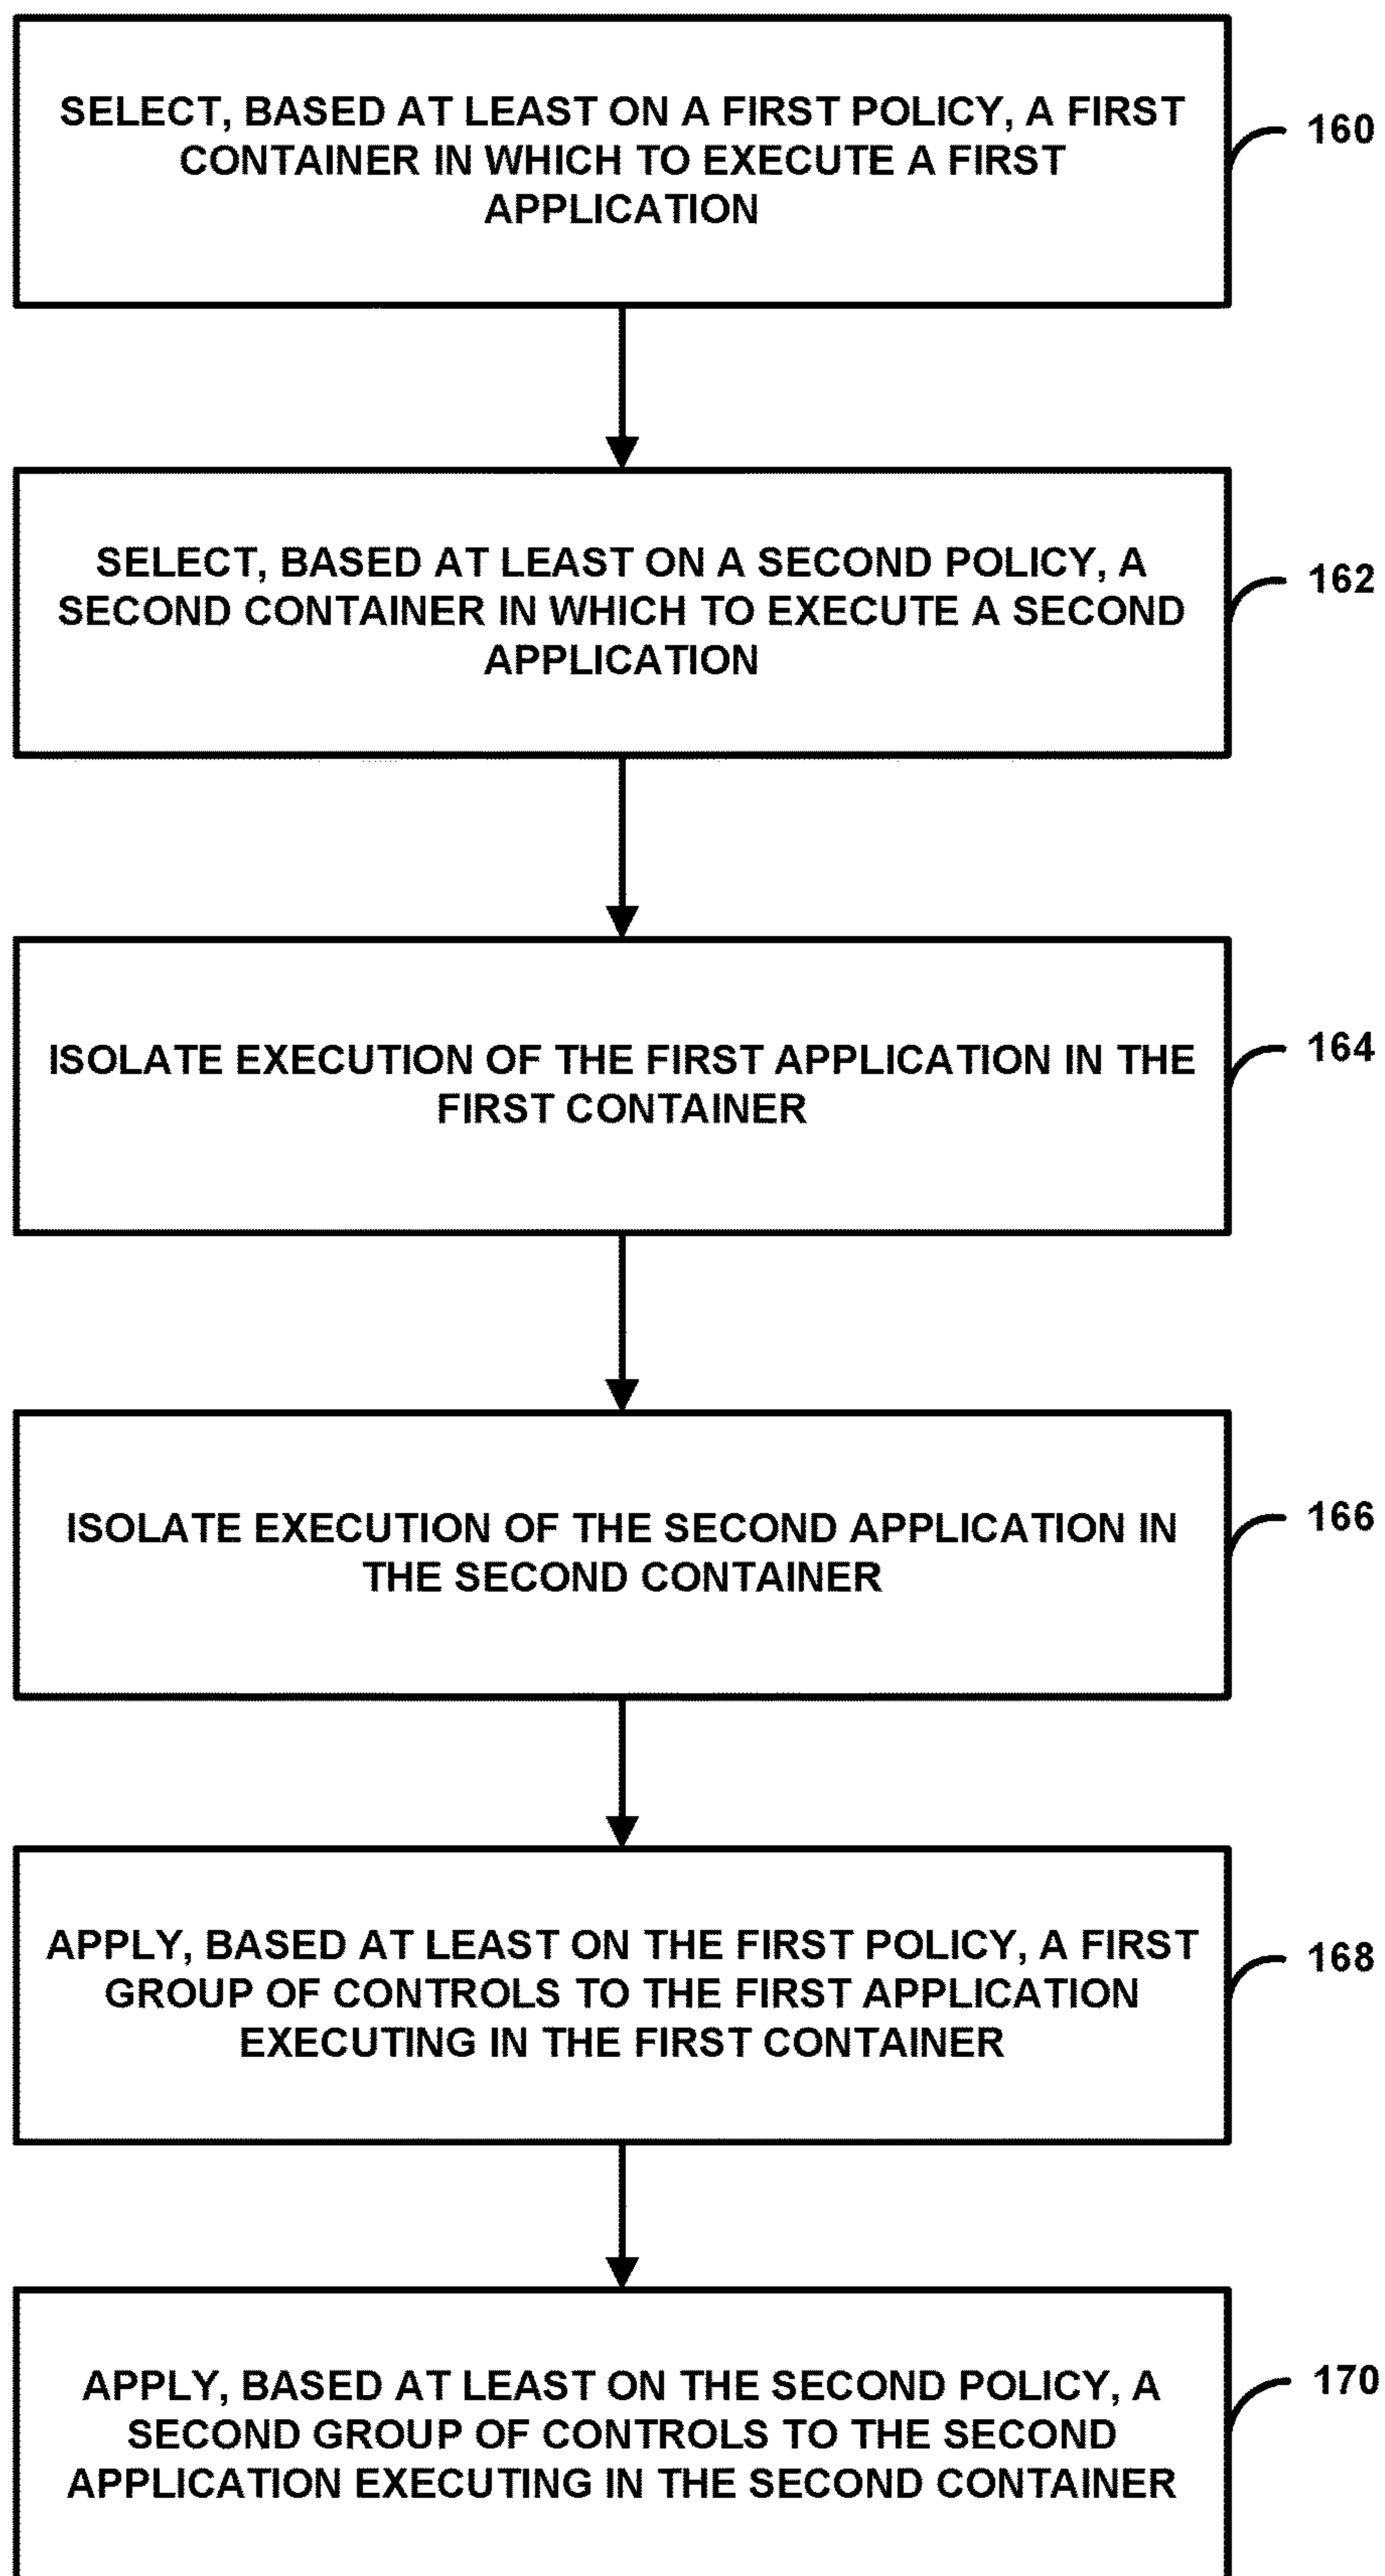 SELECT, BASED AT LEAST ON A FIRST POLICY, A FIRST
CONTAINER IN WHICH TO EXECUTE A FIRST
APPLICATION
160
SELECT, BASED AT LEAST ON A SECOND POLICY, A
SECOND CONTAINER IN WHICH TO EXECUTE A SECOND
APPLICATION
162
ISOLATE EXECUTION OF THE FIRST APPLICATION IN THE
FIRST CONTAINER
164
ISOLATE EXECUTION OF THE SECOND APPLICATION IN
THE SECOND CONTAINER
166
APPLY, BASED AT LEAST ON THE FIRST POLICY, A FIRST
GROUP OF CONTROLS TO THE FIRST APPLICATION
EXECUTING IN THE FIRST CONTAINER
168
APPLY, BASED AT LEAST ON THE SECOND POLICY, A
SECOND GROUP OF CONTROLS TO THE SECOND
APPLICATION EXECUTING IN THE SECOND CONTAINER
170